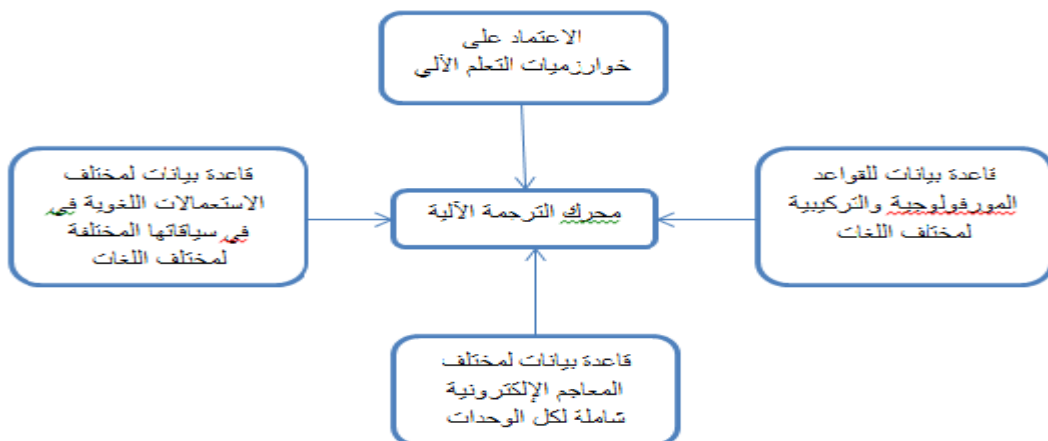 الاعتماد على
خوارزميات التعلم الآلي
قاعدة بيانات للقواعد
المورفولوجية والتركيبية
لمختلف اللغات
محرك الترجمة الآلية
قاعدة بيانات لمختلف
الاستعمالات اللغوية في
في سياقاتها المختلفة
لمختلف اللغات
قاعدة بيانات لمختلف
المعاجم الإلكترونية
شاملة لكل الوحدات